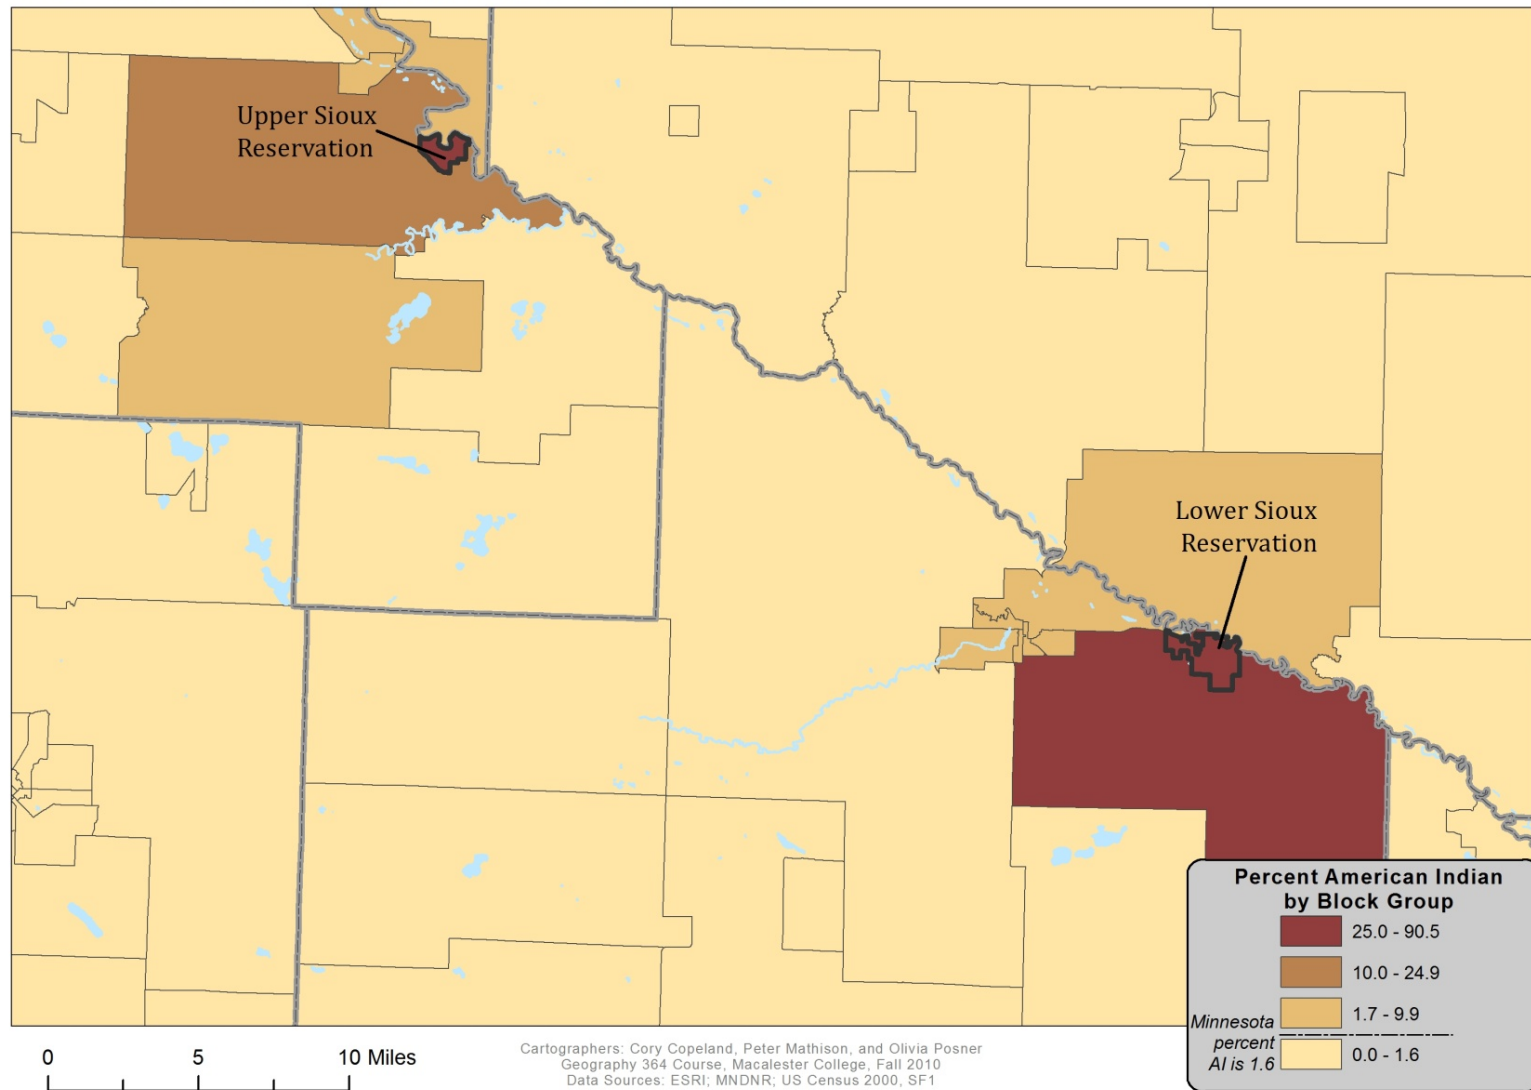 Upper Sioux
Reservation
Lower Sioux
Reservation
Percent American Indian
by Block Group
25.0 - 90.5
10.0 - 24.9
1.7 - 9.9
Minnesota
percent
AI is 1.6
0.0 - 1.6
0 5 10 Miles
Cartographers: Cory Copeland, Peter Mathison, and Olivia Posner
Geography 364 Course, Macalester College, Fall 2010
Data Sources: ESRI; MNDNR; US Census 2000, SF1